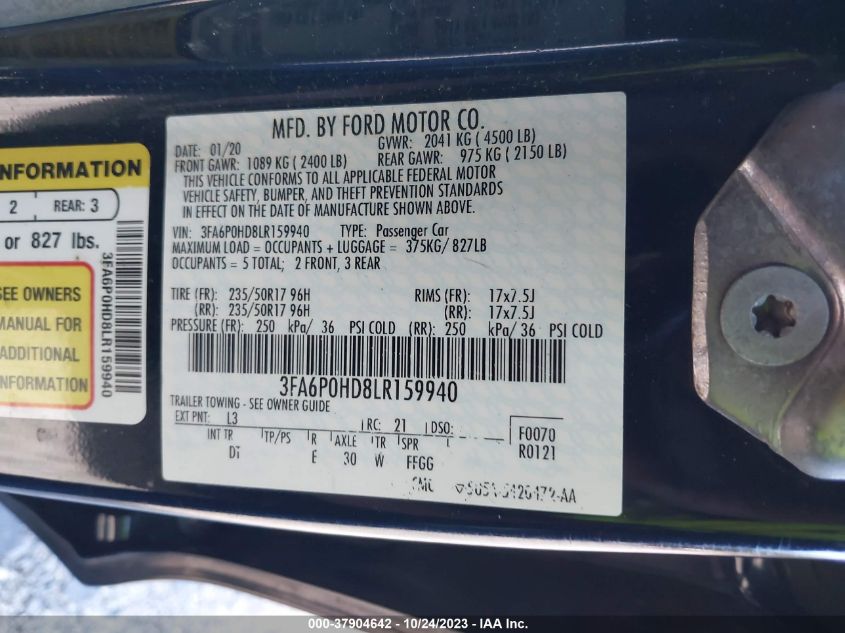 NFORMATION
2 REAR: 3
or 827 lbs.
SEE OWNERS
MANUAL FOR
ADDITIONAL
INFORMATION
3FA6P0HD8LR159940
MFD. BY FORD MOTOR CO.
DATE: 01/20 GVWR: 2041 KG ( 4500 LB)
FRONT GAWR: 1089 KG ( 2400 LB) REAR GAWR: 975 KG ( 2150 LB)
THIS VEHICLE CONFORMS TO ALL APPLICABLE FEDERAL MOTOR
VEHICLE SAFETY, BUMPER, AND THEFT PREVENTION STANDARDS
IN EFFECT ON THE DATE OF MANUFACTURE SHOWN ABOVE.
VIN: 3FA6P0HD8LR159940 TYPE: Passenger Car
MAXIMUM LOAD = OCCUPANTS + LUGGAGE = 375KG/ 827LB
OCCUPANTS = 5 TOTAL; 2 FRONT, 3 REAR
TIRE (FR): 235/50R17 96H RIMS (FR): 17x7.5J
(RR): 235/50R17 96H (RR): 17x7.5J
PRESSURE (FR): 250 kPa/ 36 PSI COLD (RR): 250 kPa/ 36 PSI COLD
3FA6P0HD8LR159940
TRAILER TOWING - SEE OWNER GUIDE
EXT PNT: L3 RC: 21 DSO: F0070
INT TR TP/PS R AXLE TR SPR R0121
DT E 30 W FFGG
000-37904642 - 10/24/2023 - IAA Inc.